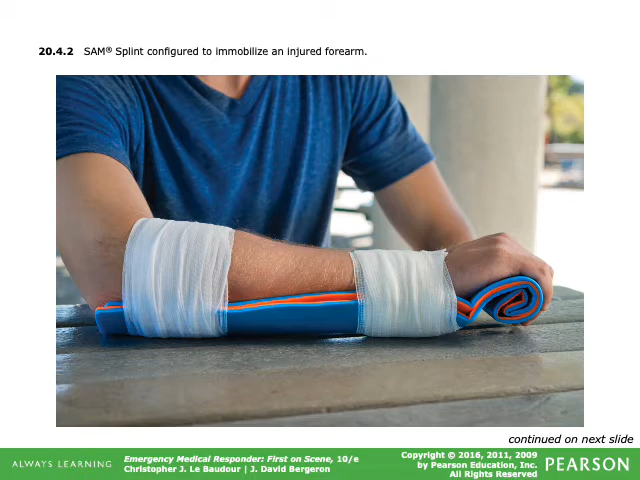 20.4.2 SAM® Splint configured to immobilize an injured forearm.
continued on next slide
ALWAYS LEARNING
Emergency Medical Responder: First on Scene, 10/e
Christopher J. Le Baudour | J. David Bergeron
Copyright © 2016, 2011, 2009
by Pearson Education, Inc.
All Rights Reserved
PEARSON